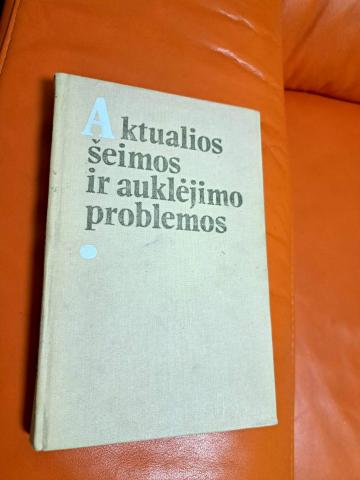 Aktualios
šeimos
ir auklėjimo
problemos